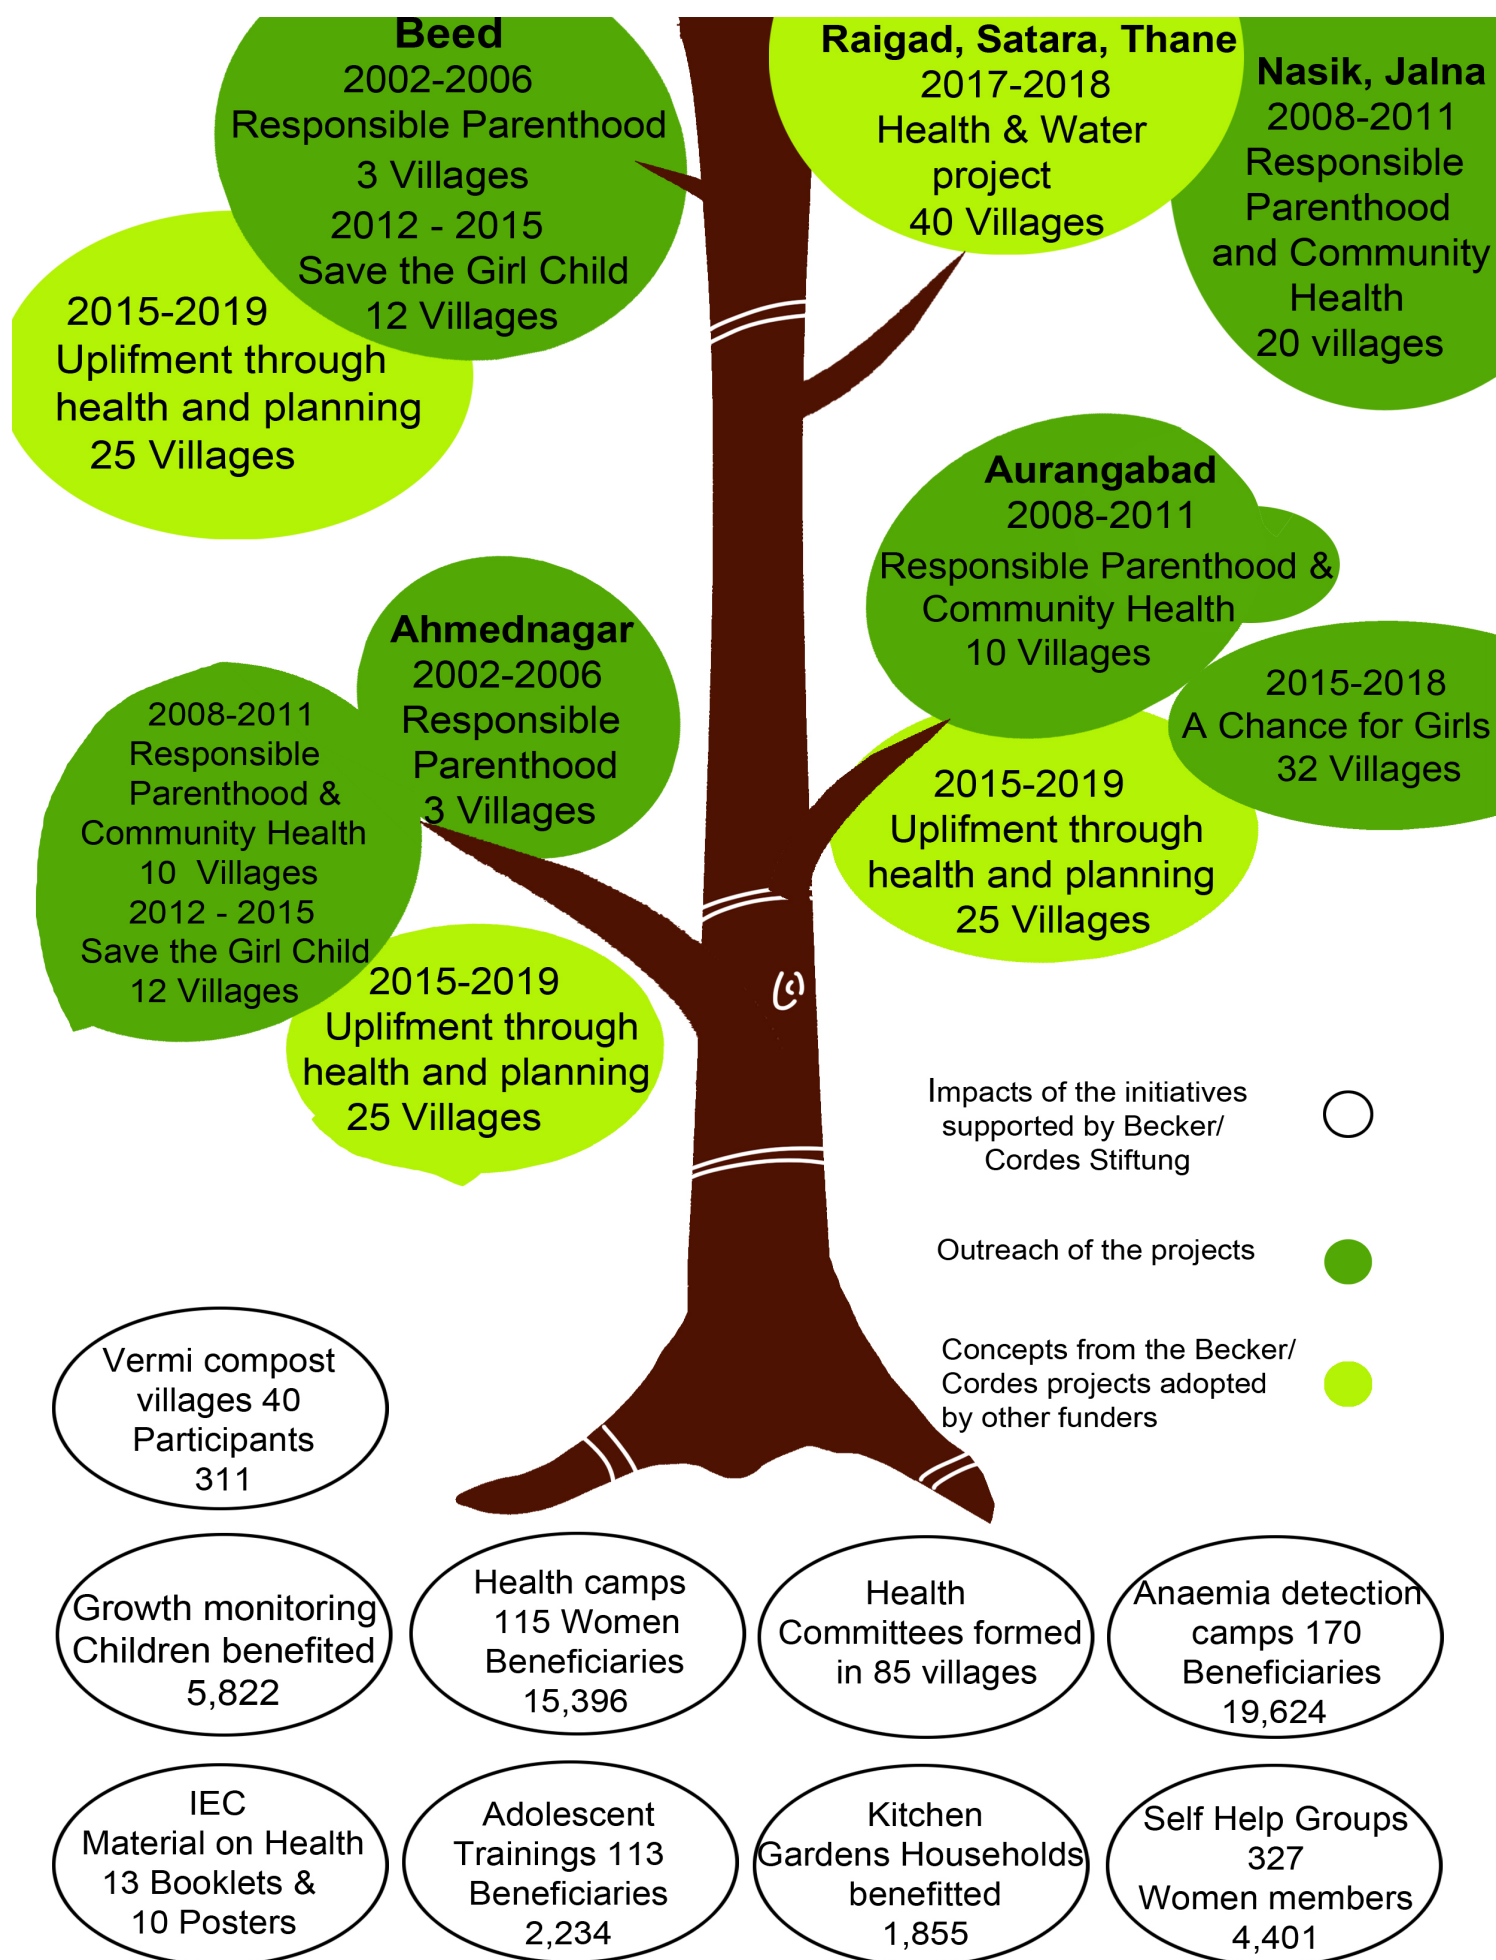 Beed
2002-2006
Responsible Parenthood
3 Villages
2012 - 2015
Save the Girl Child
12 Villages
2015-2019
Uplifment through
health and planning
25 Villages
Raigad, Satara, Thane
2017-2018
Health & Water
project
40 Villages
Nasik, Jalna
2008-2011
Responsible
Parenthood
and Community
Health
20 villages
Aurangabad
2008-2011
Responsible Parenthood &
Community Health
10 Villages
2015-2018
A Chance for Girls
32 Villages
2015-2019
Uplifment through
health and planning
25 Villages
Ahmednagar
2002-2006
Responsible
Parenthood
3 Villages
2008-2011
Responsible
Parenthood &
Community Health
10 Villages
2012 - 2015
Save the Girl Child
12 Villages
2015-2019
Uplifment through
health and planning
25 Villages
Impacts of the initiatives
supported by Becker/
Cordes Stiftung
Outreach of the projects
Concepts from the Becker/
Cordes projects adopted
by other funders
Vermi compost
villages 40
Participants
311
Growth monitoring
Children benefited
5,822
Health camps
115 Women
Beneficiaries
15,396
Health
Committees formed
in 85 villages
Anaemia detection
camps 170
Beneficiaries
19,624
IEC
Material on Health
13 Booklets &
10 Posters
Adolescent
Trainings 113
Beneficiaries
2,234
Kitchen
Gardens Households
benefitted
1,855
Self Help Groups
327
Women members
4,401